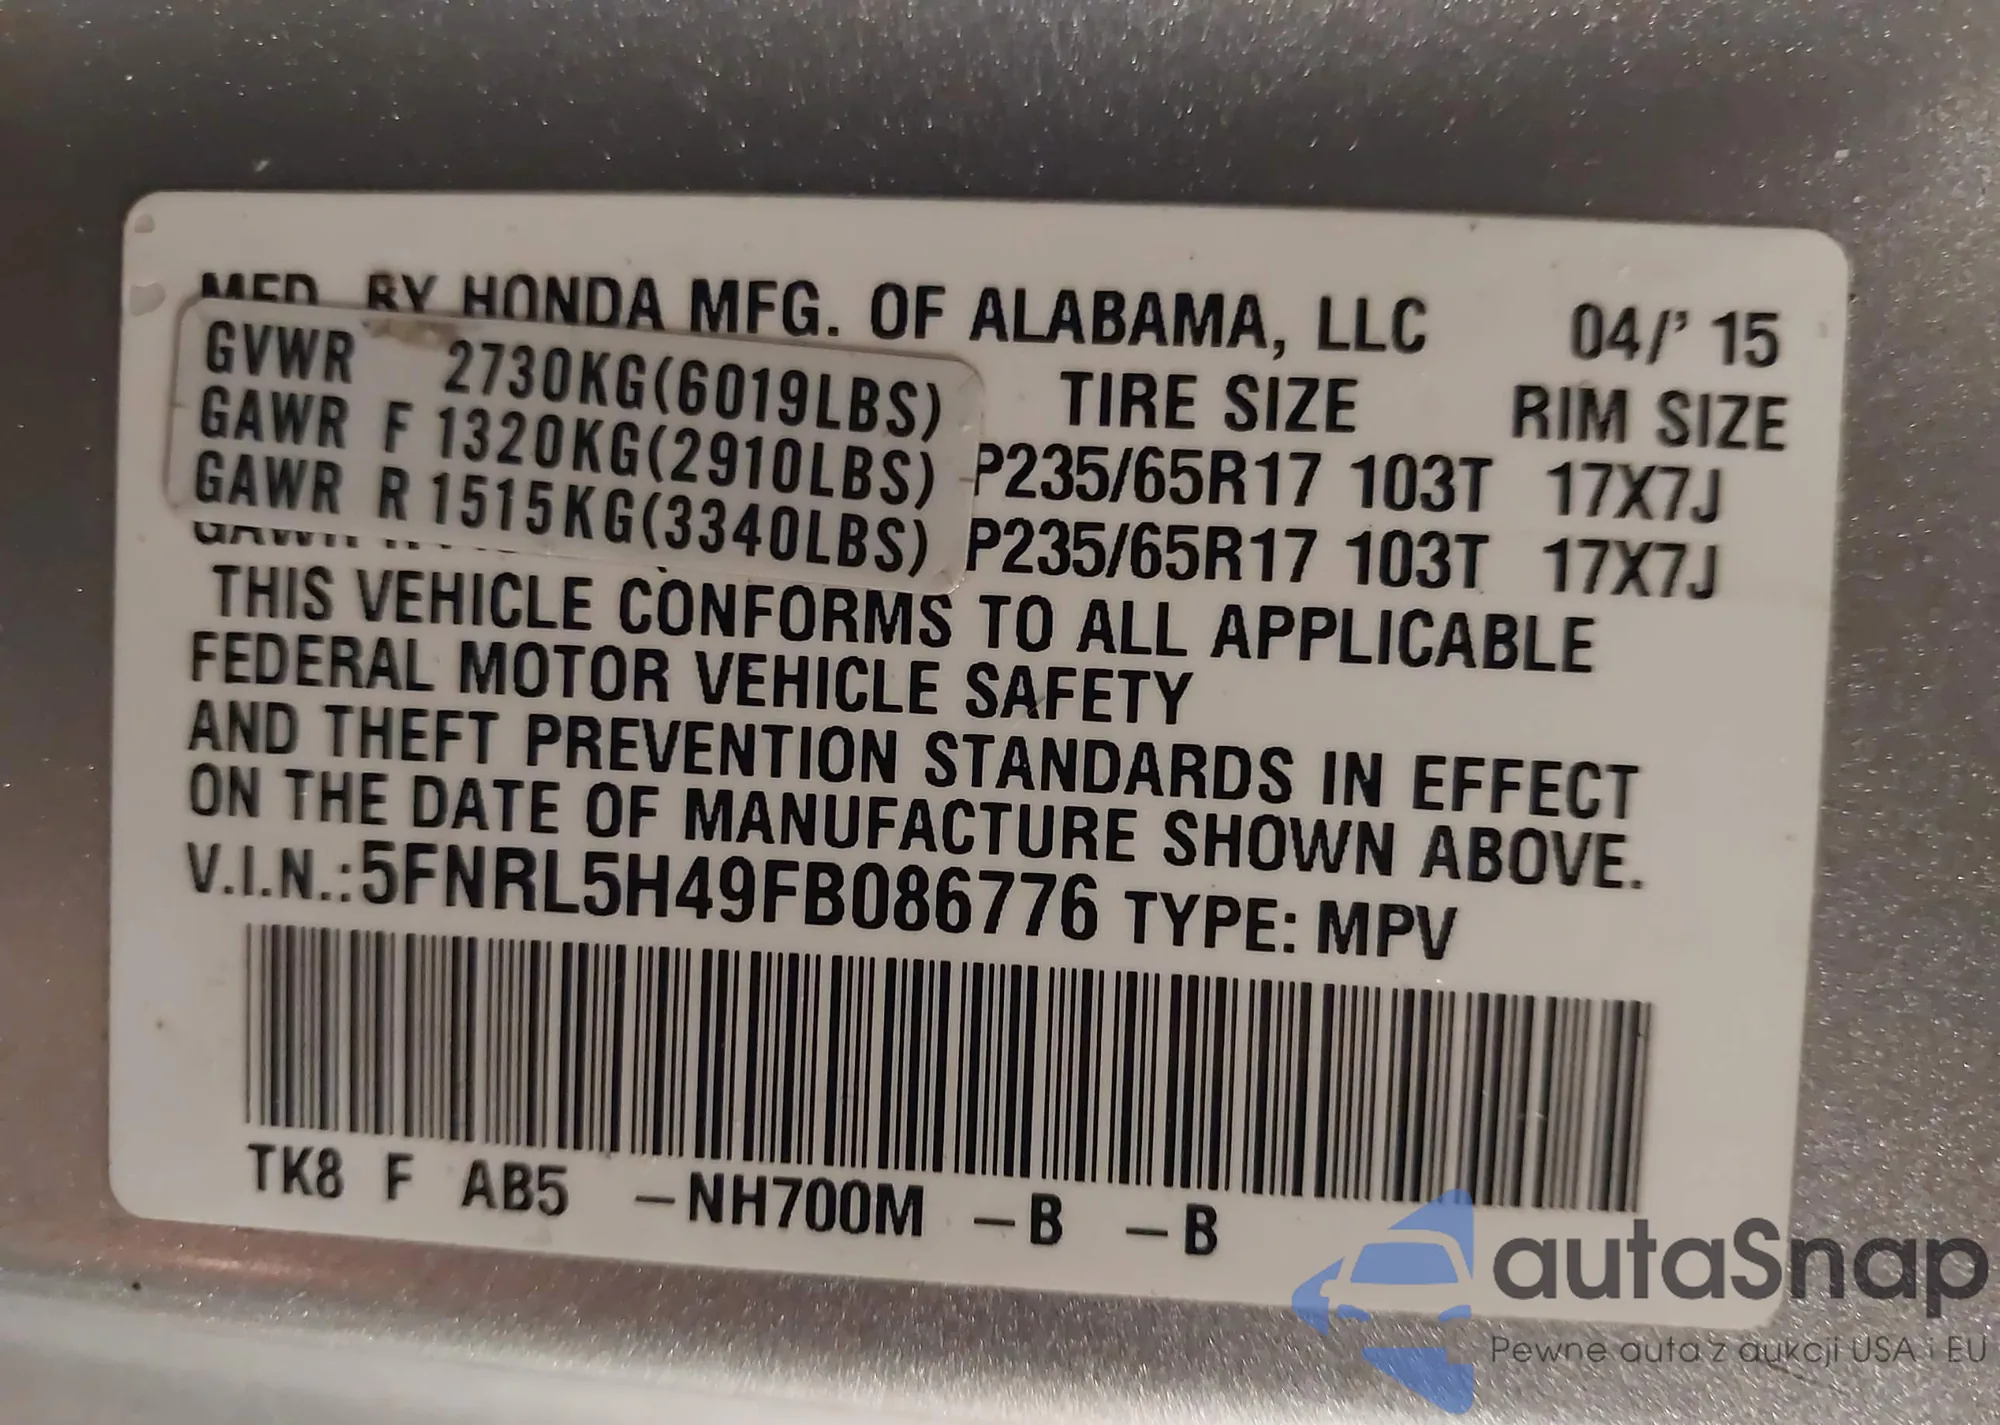 MFD. BY HONDA MFG. OF ALABAMA, LLC 04/' 15
GVWR 2730KG(6019LBS) TIRE SIZE RIM SIZE
GAWR F 1320KG(2910LBS) P235/65R17 103T 17X7J
GAWR R 1515KG(3340LBS) P235/65R17 103T 17X7J
THIS VEHICLE CONFORMS TO ALL APPLICABLE
FEDERAL MOTOR VEHICLE SAFETY
AND THEFT PREVENTION STANDARDS IN EFFECT
ON THE DATE OF MANUFACTURE SHOWN ABOVE.
V.I.N.:5FNRL5H49FB086776 TYPE: MPV
TK8 F AB5 –NH700M –B –B
autaSnap
Pewne auta z aukcji USA i EU